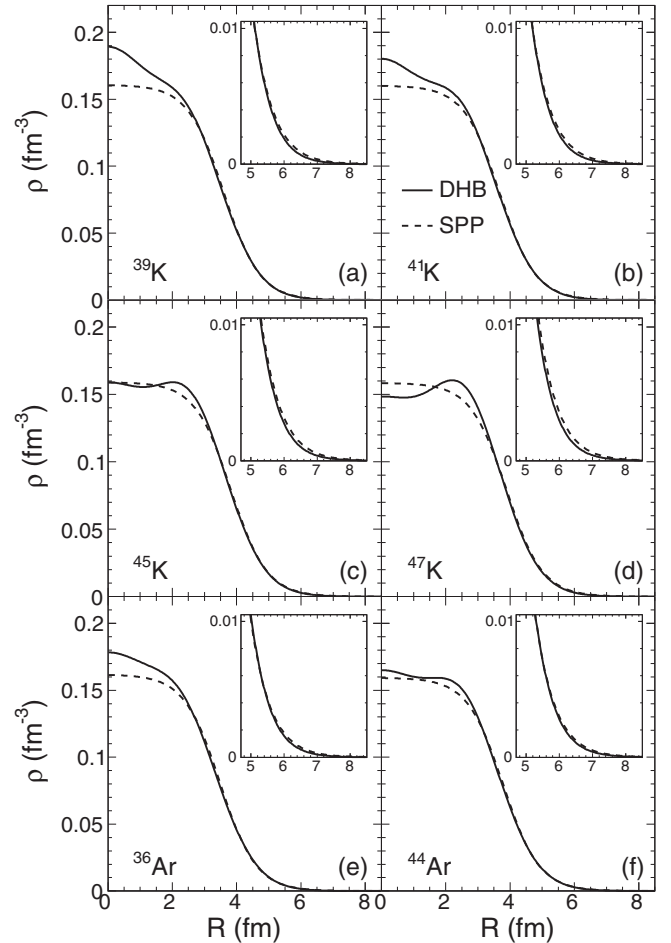 0.2
0.15
0.1
0.05
0
ρ (fm⁻³)
0.01
0
5 6 7 8
³⁹K
(a)
0.01
0
5 6 7 8
DHB
SPP
⁴¹K
(b)
0.2
0.15
0.1
0.05
0
ρ (fm⁻³)
0.01
0
5 6 7 8
⁴⁵K
(c)
0.01
0
5 6 7 8
⁴⁷K
(d)
0.2
0.15
0.1
0.05
0
ρ (fm⁻³)
0.01
0
5 6 7 8
³⁶Ar
(e)
0.01
0
5 6 7 8
⁴⁴Ar
(f)
0 2 4 6 8
0 2 4 6 8
R (fm)
R (fm)